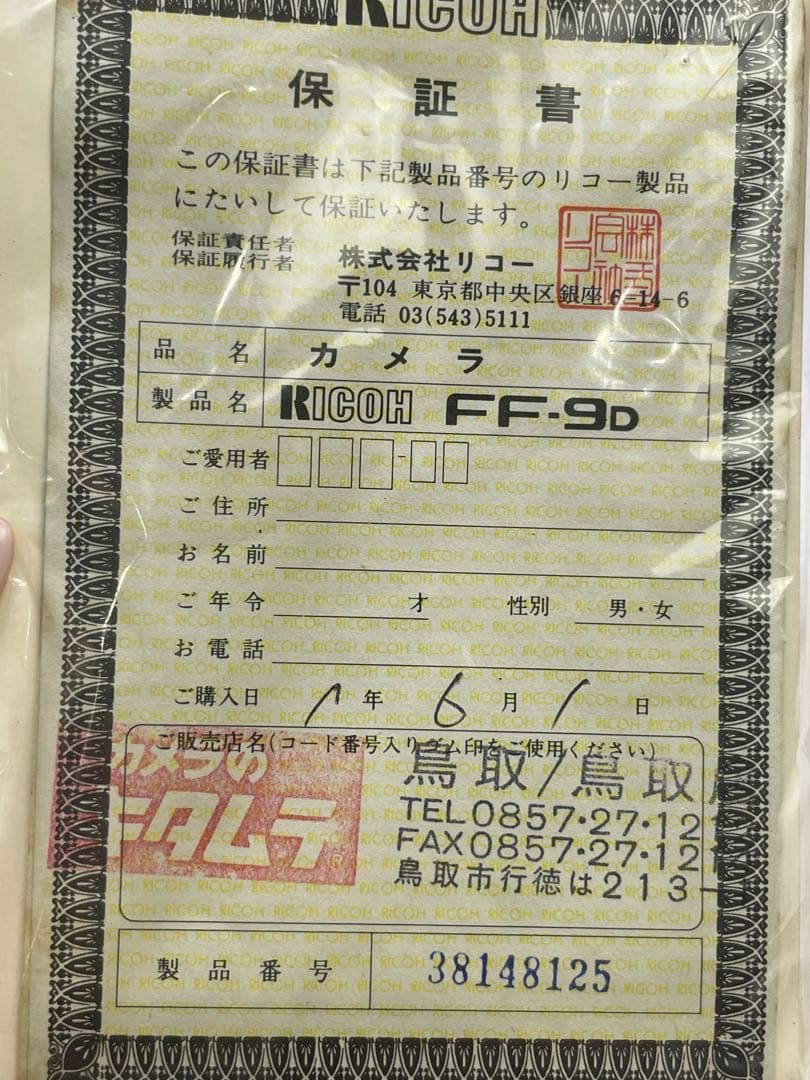 RICOH
保証書
この保証書は下記製品番号のリコー製品
にたいして保証いたします。
保証責任者
保証履行者 株式会社リコー
〒104 東京都中央区銀座6-14-6
電話 03(543)5111
品名 カメラ
製品名 RICOH FF-9D
ご愛用者 -
ご住所
お名前
ご年令 才 性別 男・女
お電話
ご購入日 1年 6月 1日
ご販売店名(コード番号入りゴム印をご使用ください)
カメラの
キタムラ®
鳥取/鳥取
TEL0857・27・12
FAX0857・27・12
鳥取市行徳は213-
製品番号 38148125